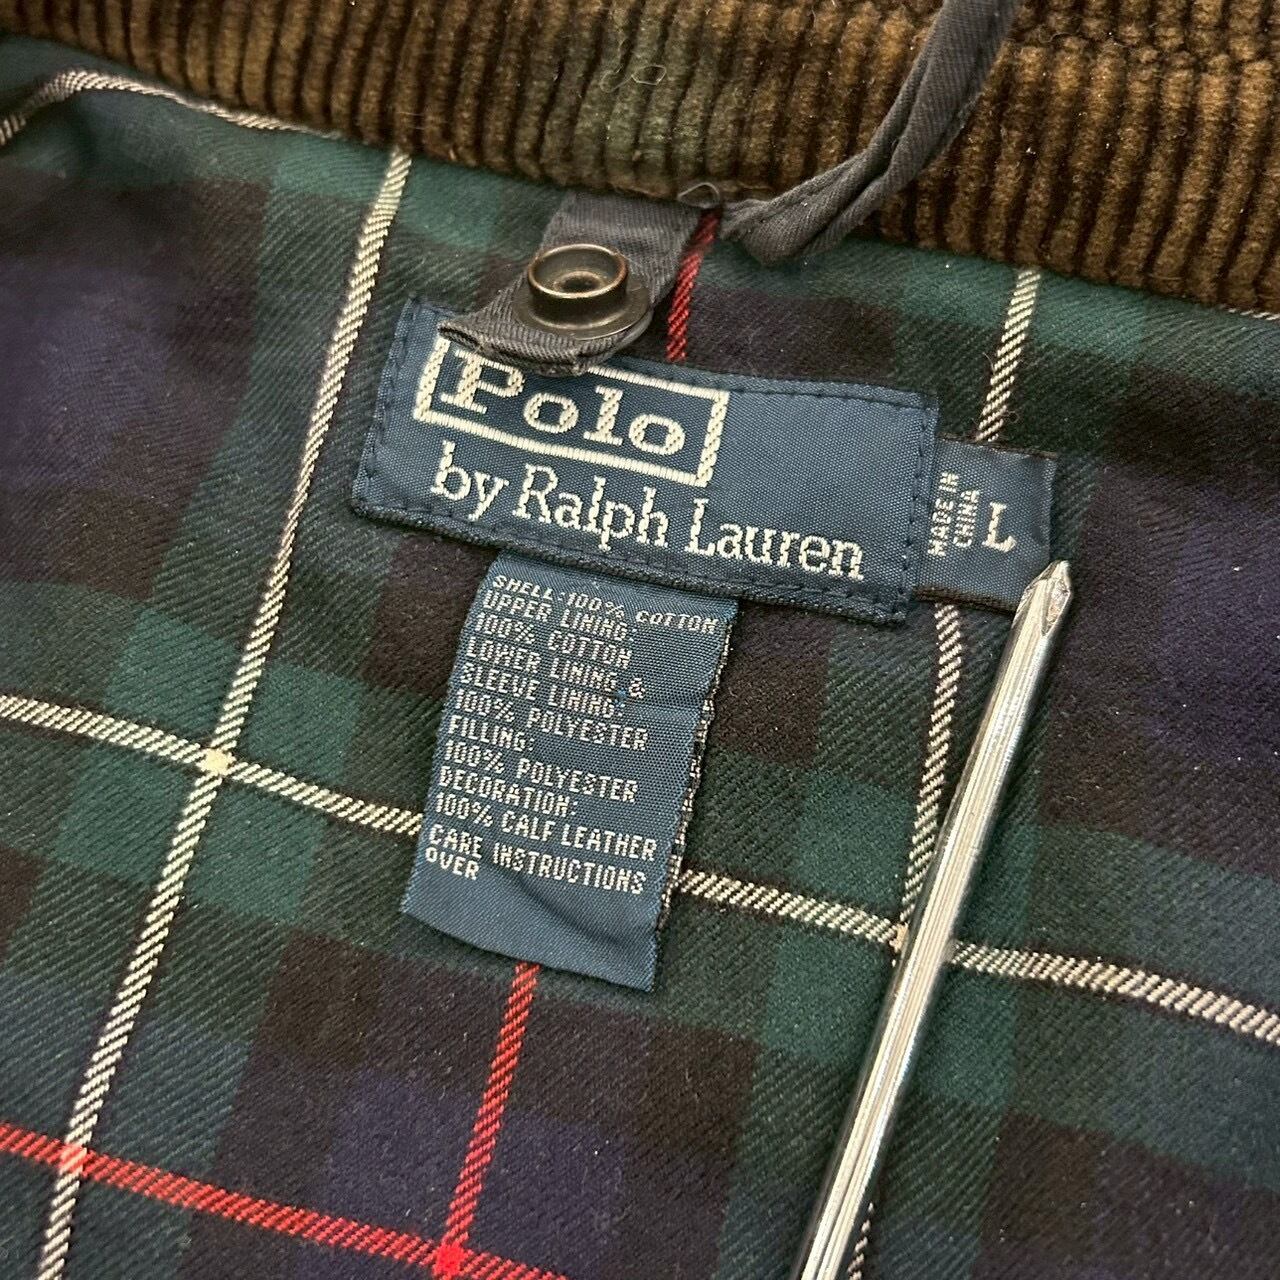 Polo
by Ralph Lauren
MADE IN
CHINA
L
SHELL:100% COTTON
UPPER LINING:
100% COTTON
LOWER LINING &
SLEEVE LINING:
100% POLYESTER
FILLING:
100% POLYESTER
DECORATION:
100% CALF LEATHER
CARE INSTRUCTIONS
OVER